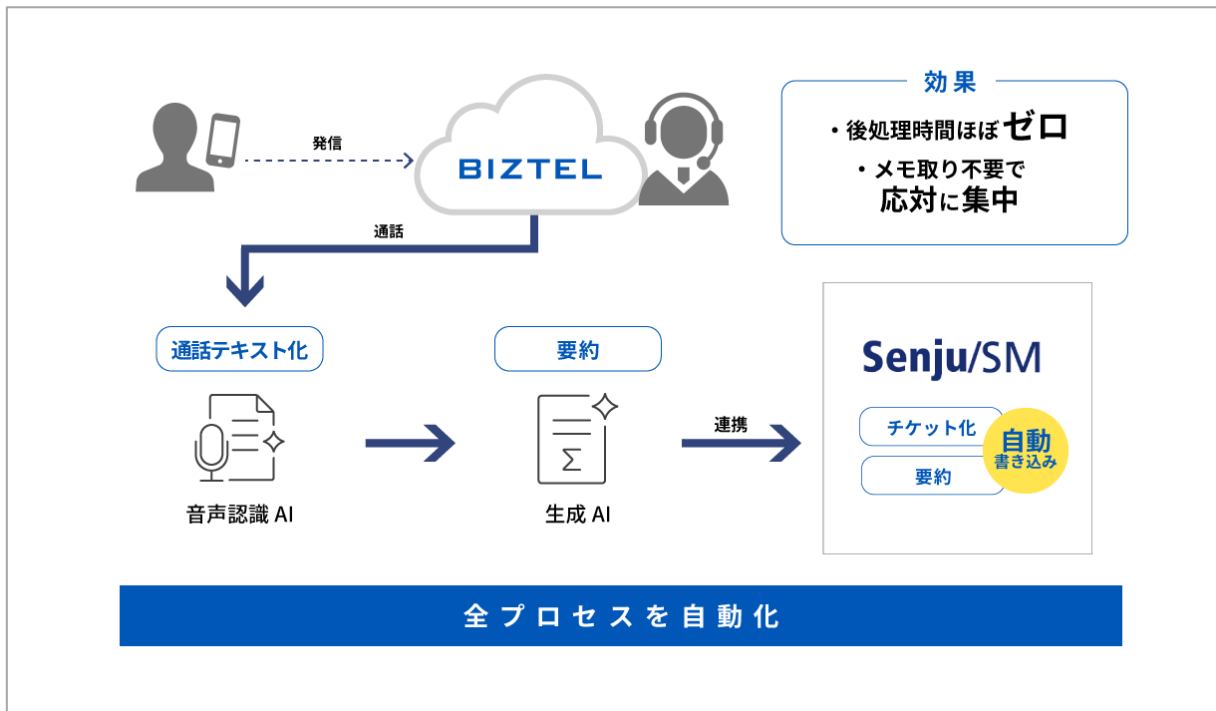 効果
・後処理時間ほぼゼロ
・メモ取り不要で
応対に集中
発信
BIZTEL
通話
通話テキスト化
要約
音声認識 AI
Σ
生成 AI
連携
Senju/SM
チケット化
要約
自動
書き込み
全プロセスを自動化